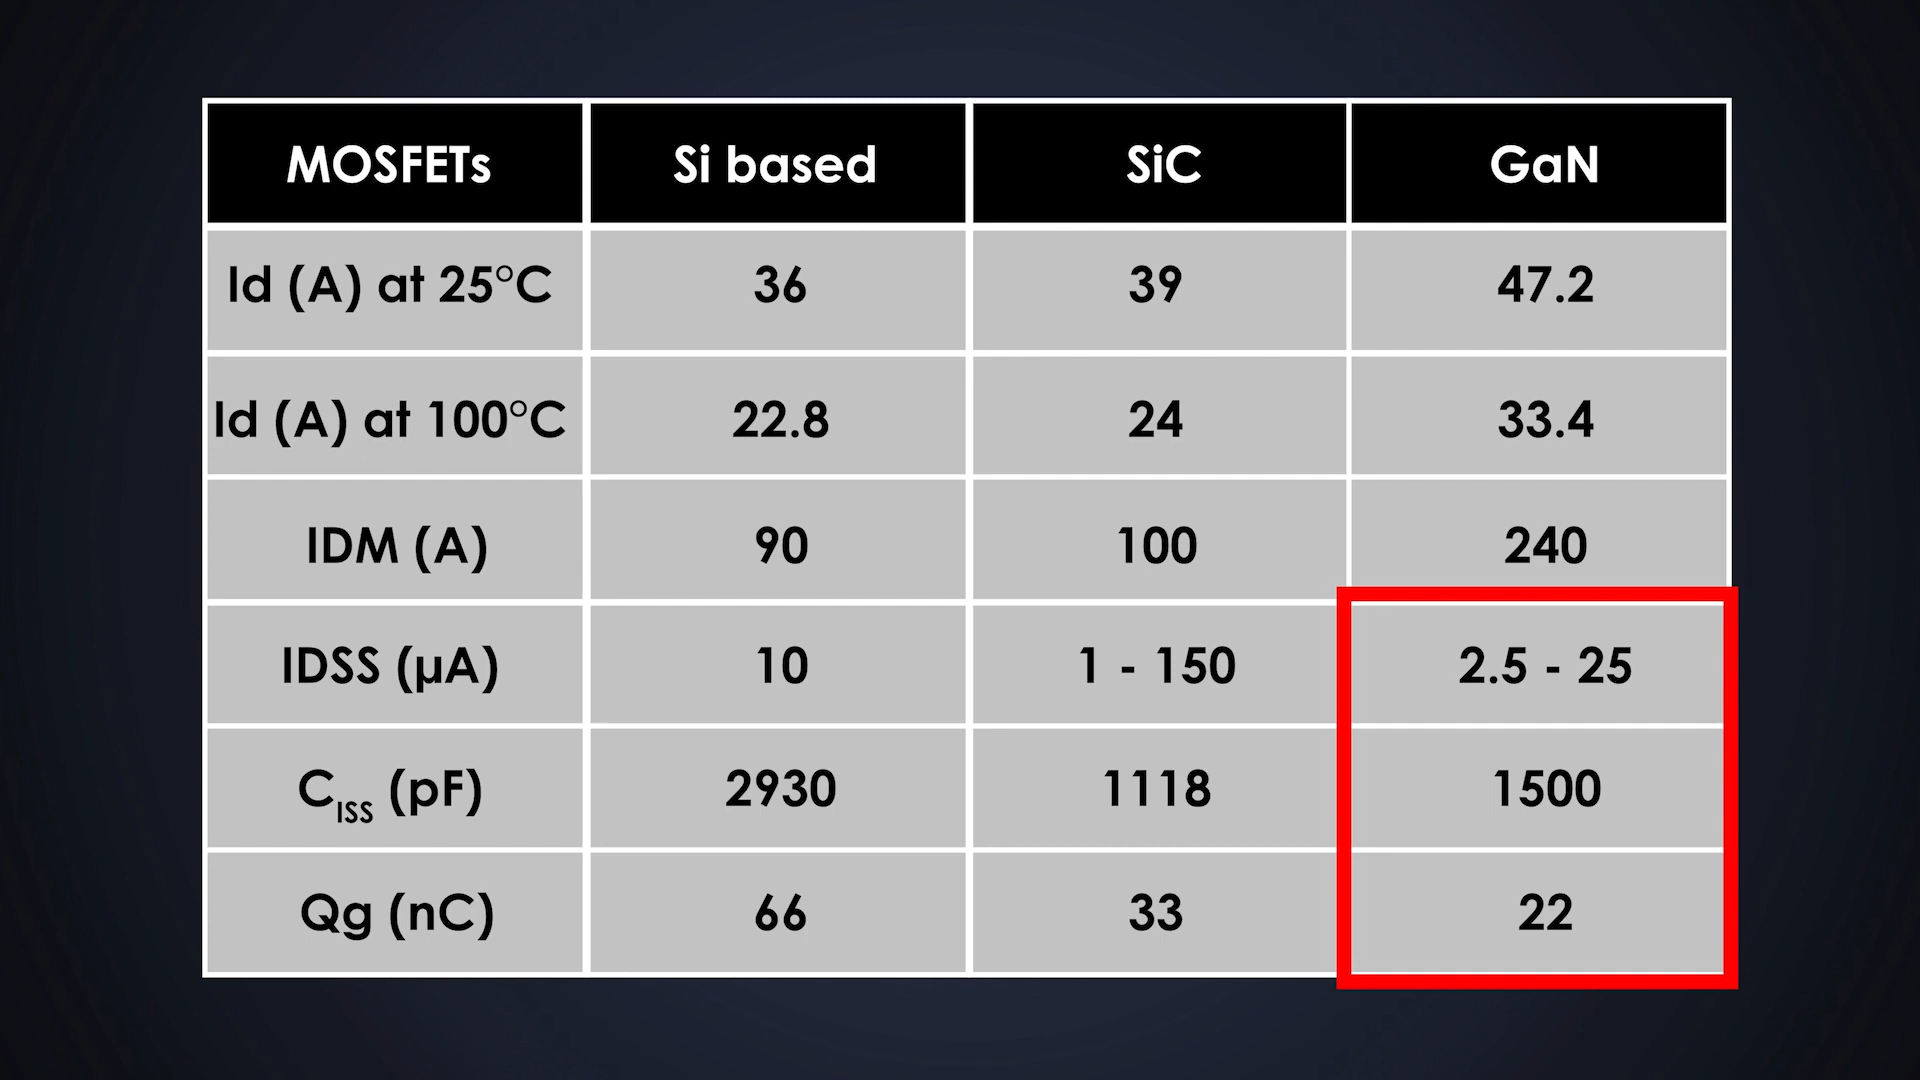 MOSFETs Si based SiC GaN
Id (A) at 25°C 36 39 47.2
Id (A) at 100°C 22.8 24 33.4
IDM (A) 90 100 240
IDSS (µA) 10 1 - 150 2.5 - 25
CISS (pF) 2930 1118 1500
Qg (nC) 66 33 22